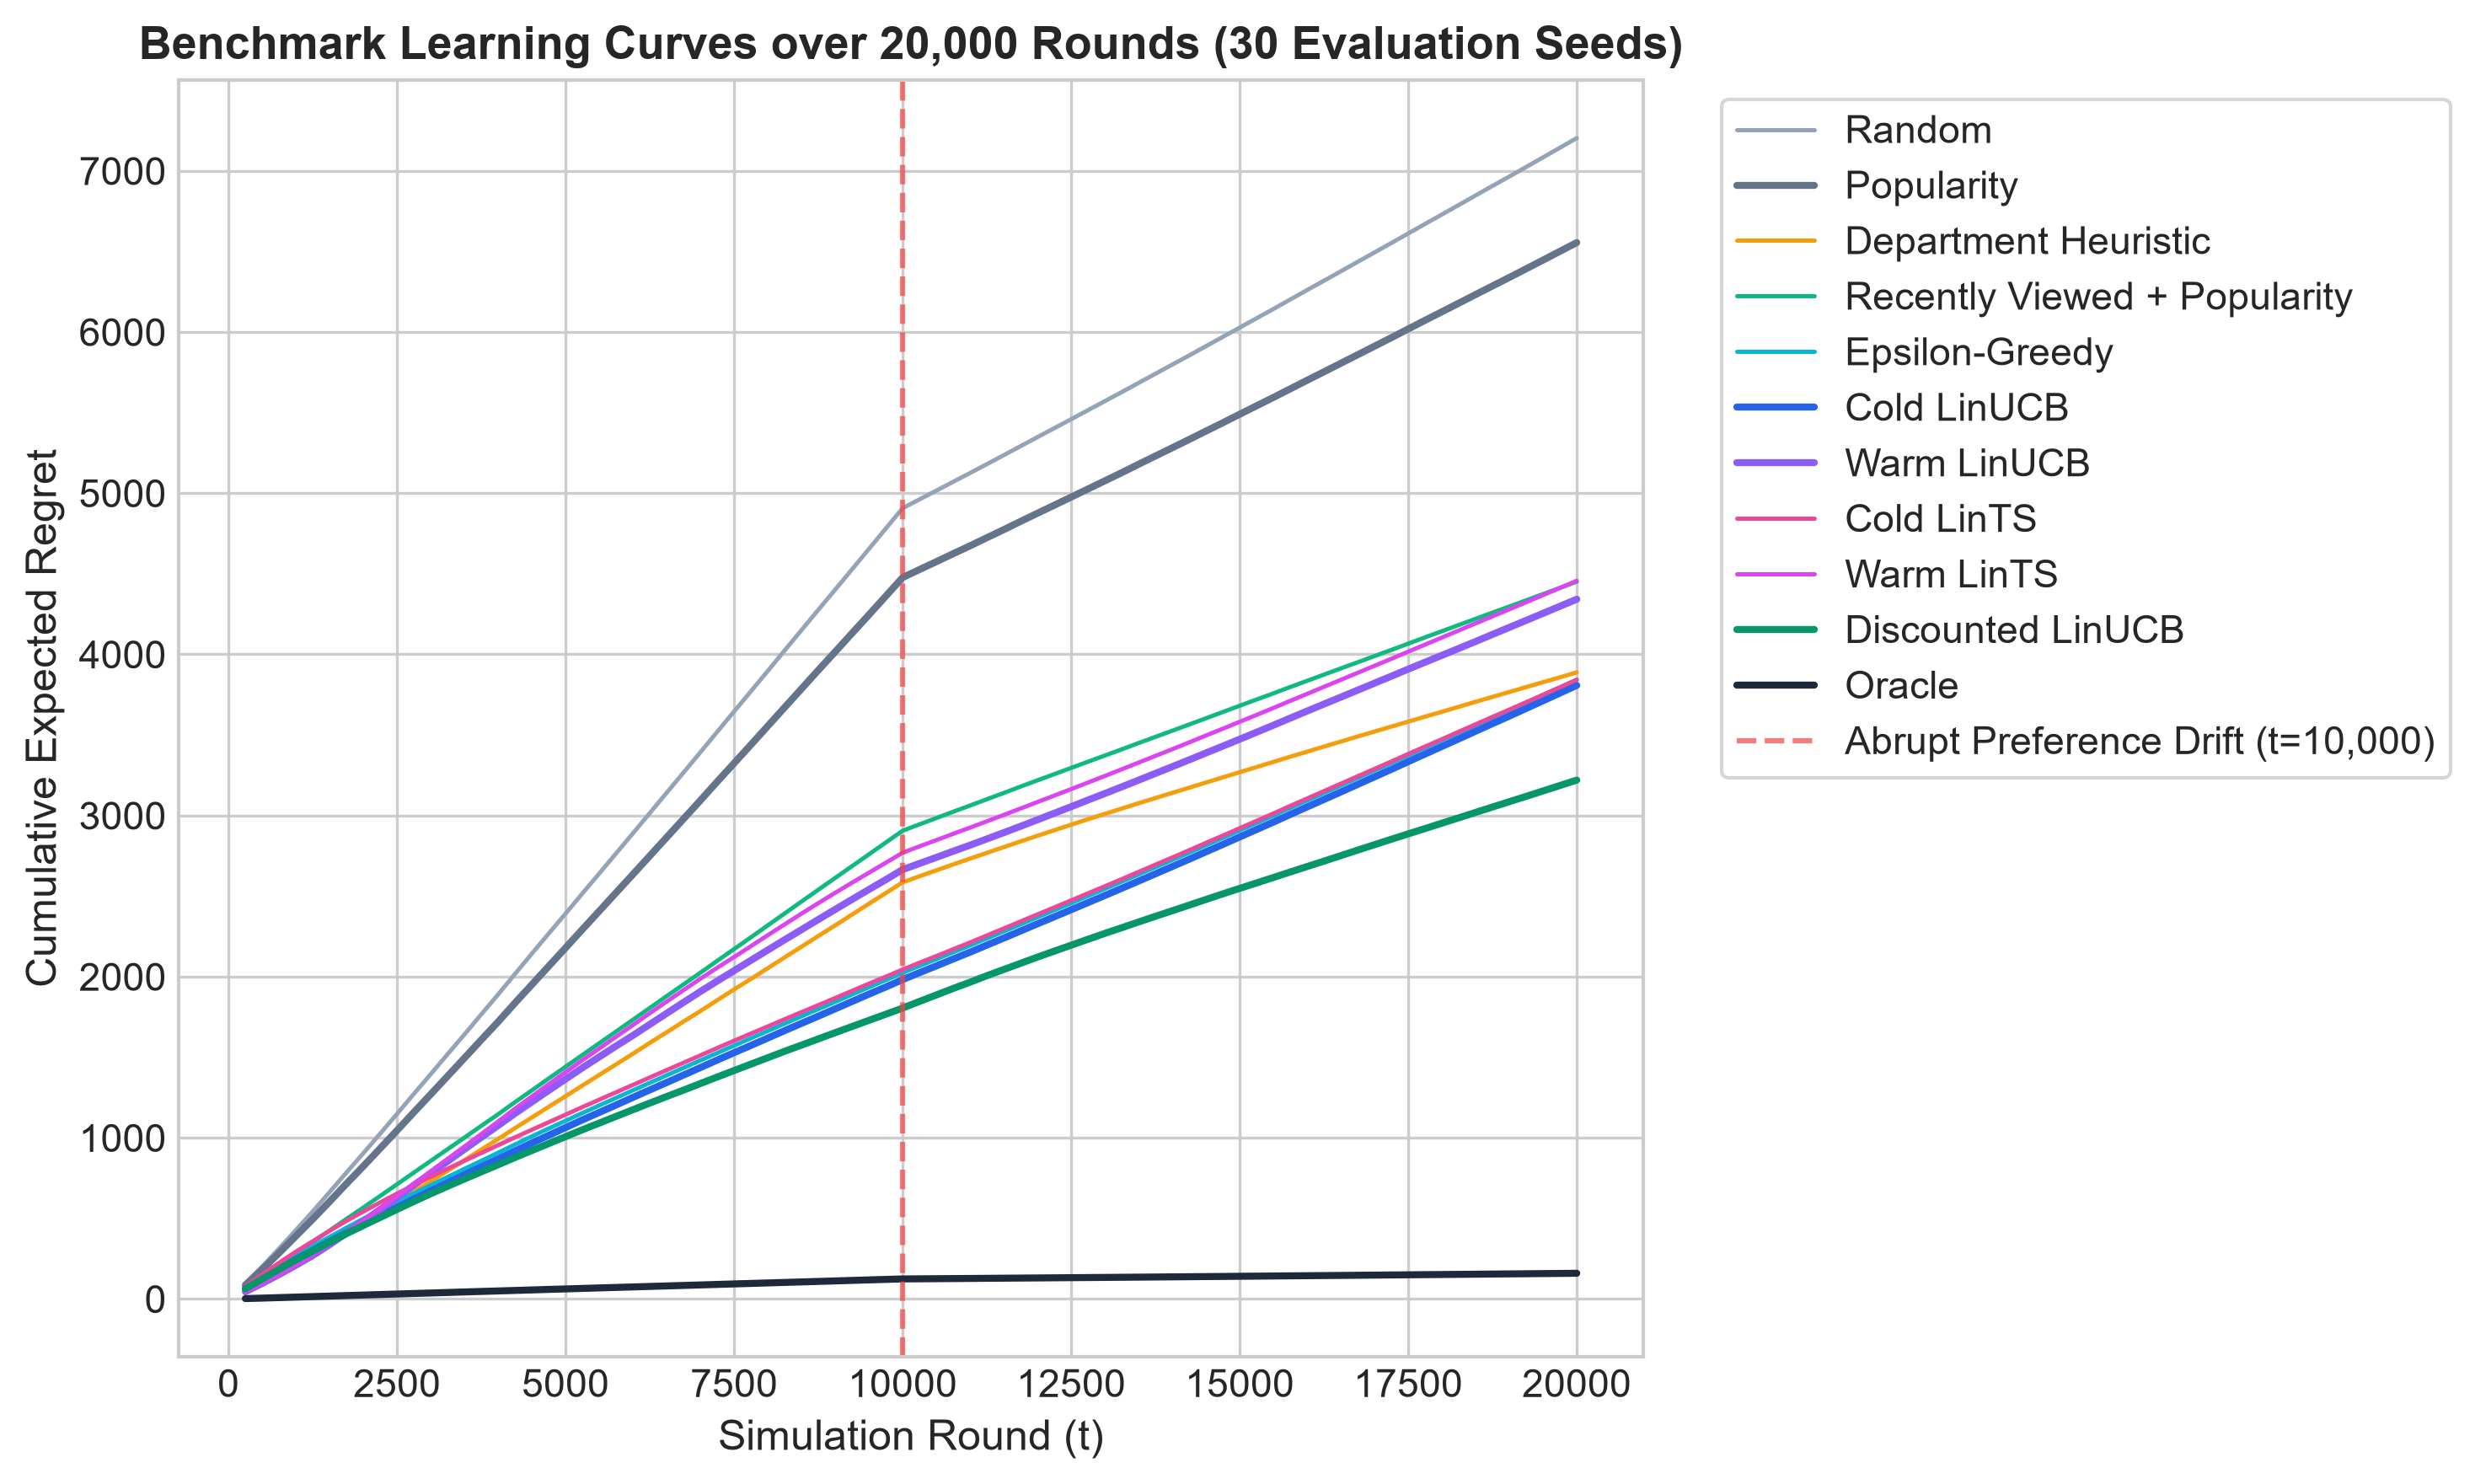 Benchmark Learning Curves over 20,000 Rounds (30 Evaluation Seeds)
Cumulative Expected Regret
7000
6000
5000
4000
3000
2000
1000
0
0 2500 5000 7500 10000 12500 15000 17500 20000
Simulation Round (t)
Random
Popularity
Department Heuristic
Recently Viewed + Popularity
Epsilon-Greedy
Cold LinUCB
Warm LinUCB
Cold LinTS
Warm LinTS
Discounted LinUCB
Oracle
Abrupt Preference Drift (t=10,000)